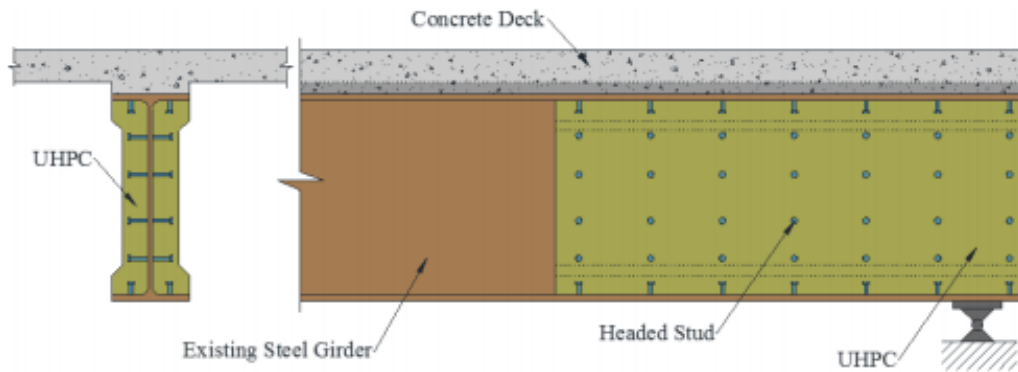 Concrete Deck
UHPC
Headed Stud
Existing Steel Girder
UHPC